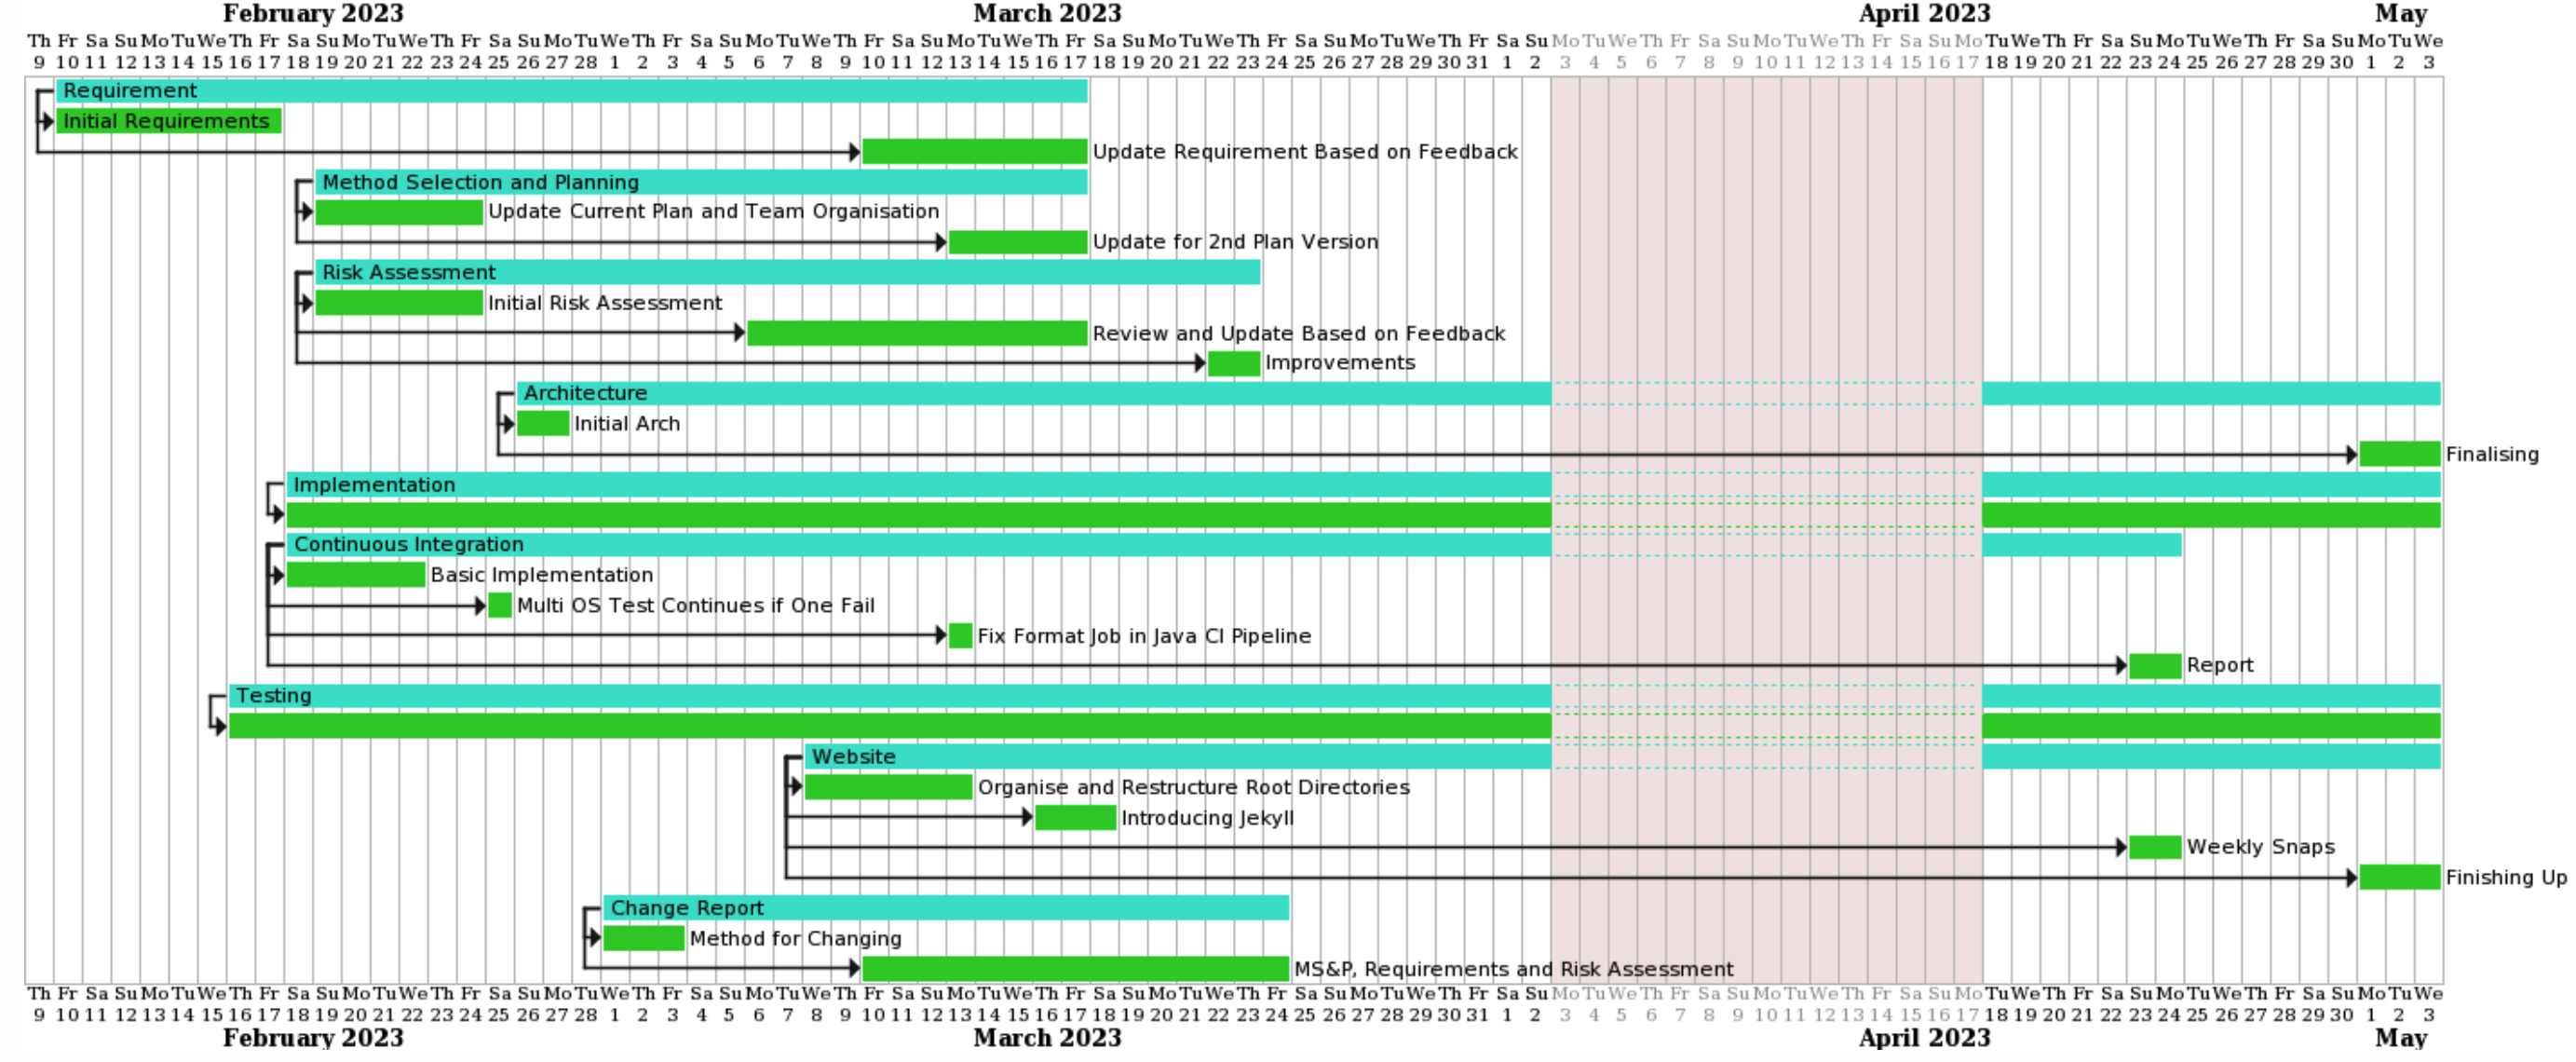 February 2023 March 2023 April 2023 May
Th Fr Sa Su Mo Tu We Th Fr Sa Su Mo Tu We Th Fr Sa Su Mo Tu We Th Fr Sa Su Mo Tu We Th Fr Sa Su Mo Tu We Th Fr Sa Su Mo Tu We Th Fr Sa Su Mo Tu We Th Fr Sa Su Mo Tu We Th Fr Sa Su Mo Tu We Th Fr Sa Su Mo Tu We Th Fr Sa Su Mo Tu We Th Fr Sa Su Mo Tu We
9 10 11 12 13 14 15 16 17 18 19 20 21 22 23 24 25 26 27 28 1 2 3 4 5 6 7 8 9 10 11 12 13 14 15 16 17 18 19 20 21 22 23 24 25 26 27 28 29 30 31 1 2 3 4 5 6 7 8 9 10 11 12 13 14 15 16 17 18 19 20 21 22 23 24 25 26 27 28 29 30 1 2 3
Requirement
Initial Requirements
Update Requirement Based on Feedback
Method Selection and Planning
Update Current Plan and Team Organisation
Update for 2nd Plan Version
Risk Assessment
Initial Risk Assessment
Review and Update Based on Feedback
Improvements
Architecture
Initial Arch
Finalising
Implementation
Continuous Integration
Basic Implementation
Multi OS Test Continues if One Fail
Fix Format Job in Java CI Pipeline
Report
Testing
Website
Organise and Restructure Root Directories
Introducing Jekyll
Weekly Snaps
Finishing Up
Change Report
Method for Changing
MS&P, Requirements and Risk Assessment
Th Fr Sa Su Mo Tu We Th Fr Sa Su Mo Tu We Th Fr Sa Su Mo Tu We Th Fr Sa Su Mo Tu We Th Fr Sa Su Mo Tu We Th Fr Sa Su Mo Tu We Th Fr Sa Su Mo Tu We Th Fr Sa Su Mo Tu We Th Fr Sa Su Mo Tu We Th Fr Sa Su Mo Tu We Th Fr Sa Su Mo Tu We Th Fr Sa Su Mo Tu We
9 10 11 12 13 14 15 16 17 18 19 20 21 22 23 24 25 26 27 28 1 2 3 4 5 6 7 8 9 10 11 12 13 14 15 16 17 18 19 20 21 22 23 24 25 26 27 28 29 30 31 1 2 3 4 5 6 7 8 9 10 11 12 13 14 15 16 17 18 19 20 21 22 23 24 25 26 27 28 29 30 1 2 3
February 2023 March 2023 April 2023 May